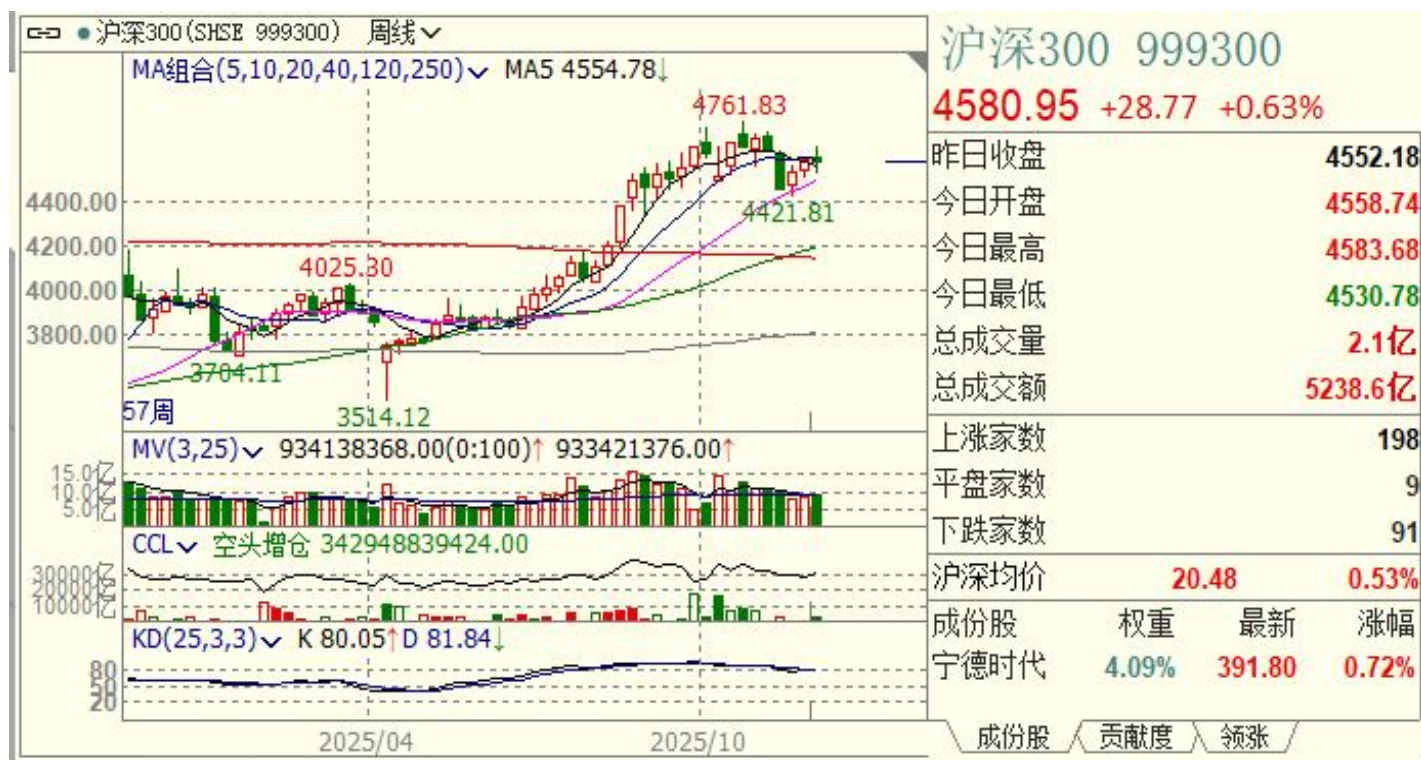 沪深300(SHSE 999300) 周线
MA组合(5,10,20,40,120,250) MA5 4554.78↓
4761.83
4400.00
4421.81
4200.00
4025.30
4000.00
3800.00
3704.11
57周
3514.12
MV(3,25) 934138368.00(0:100)↑ 933421376.00↑
15.0亿
10.0亿
5.0亿
CCL 空头增仓 342948839424.00
30000亿
10000亿
KD(25,3,3) K 80.05↑ D 81.84↓
80
50
20
2025/04 2025/10
沪深300 999300
4580.95 +28.77 +0.63%
昨日收盘 4552.18
今日开盘 4558.74
今日最高 4583.68
今日最低 4530.78
总成交量 2.1亿
总成交额 5238.6亿
上涨家数 198
平盘家数 9
下跌家数 91
沪深均价 20.48 0.53%
成份股 权重 最新 涨幅
宁德时代 4.09% 391.80 0.72%
成份股 贡献度 领涨